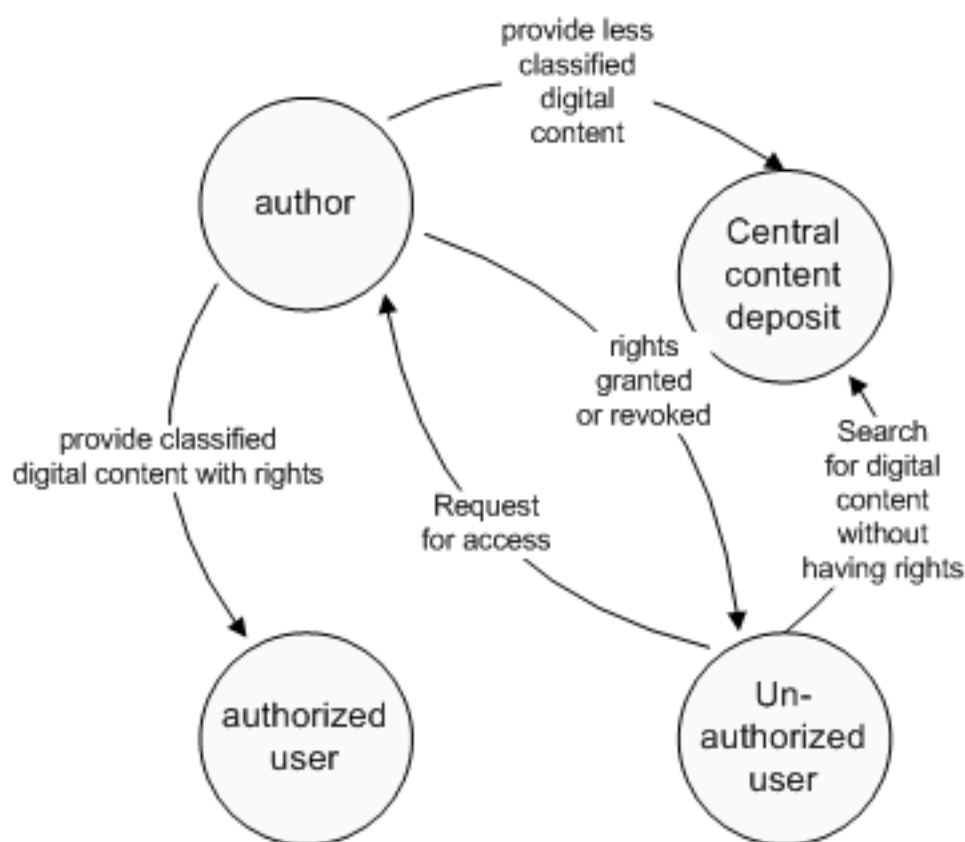 provide less
classified
digital
content
author
Central
content
deposit
rights
granted
or revoked
provide classified
digital content with rights
Search
for digital
content
without
having rights
Request
for access
authorized
user
Un-
authorized
user